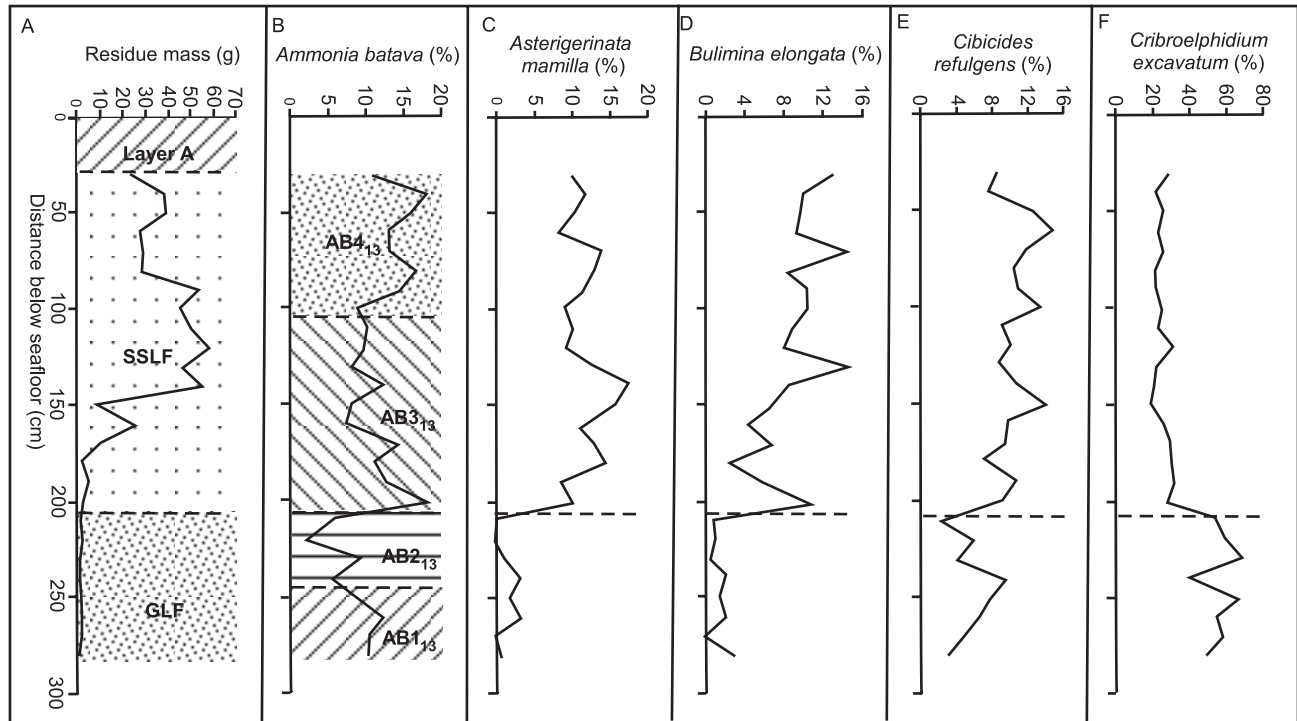 A
Residue mass (g)
0 10 20 30 40 50 60 70
0
50
100
150
200
250
300
Distance below seafloor (cm)
Layer A
SSLF
GLF
B
Ammonia batava (%)
0 5 10 15 20
AB4₁₃
AB3₁₃
AB2₁₃
AB1₁₃
C
Asterigerinata
mamilla (%)
0 5 10 15 20
D
Bulimina elongata (%)
0 4 8 12 16
E
Cibicides
refulgens (%)
0 4 8 12 16
F
Cribroelphidium
excavatum (%)
0 20 40 60 80